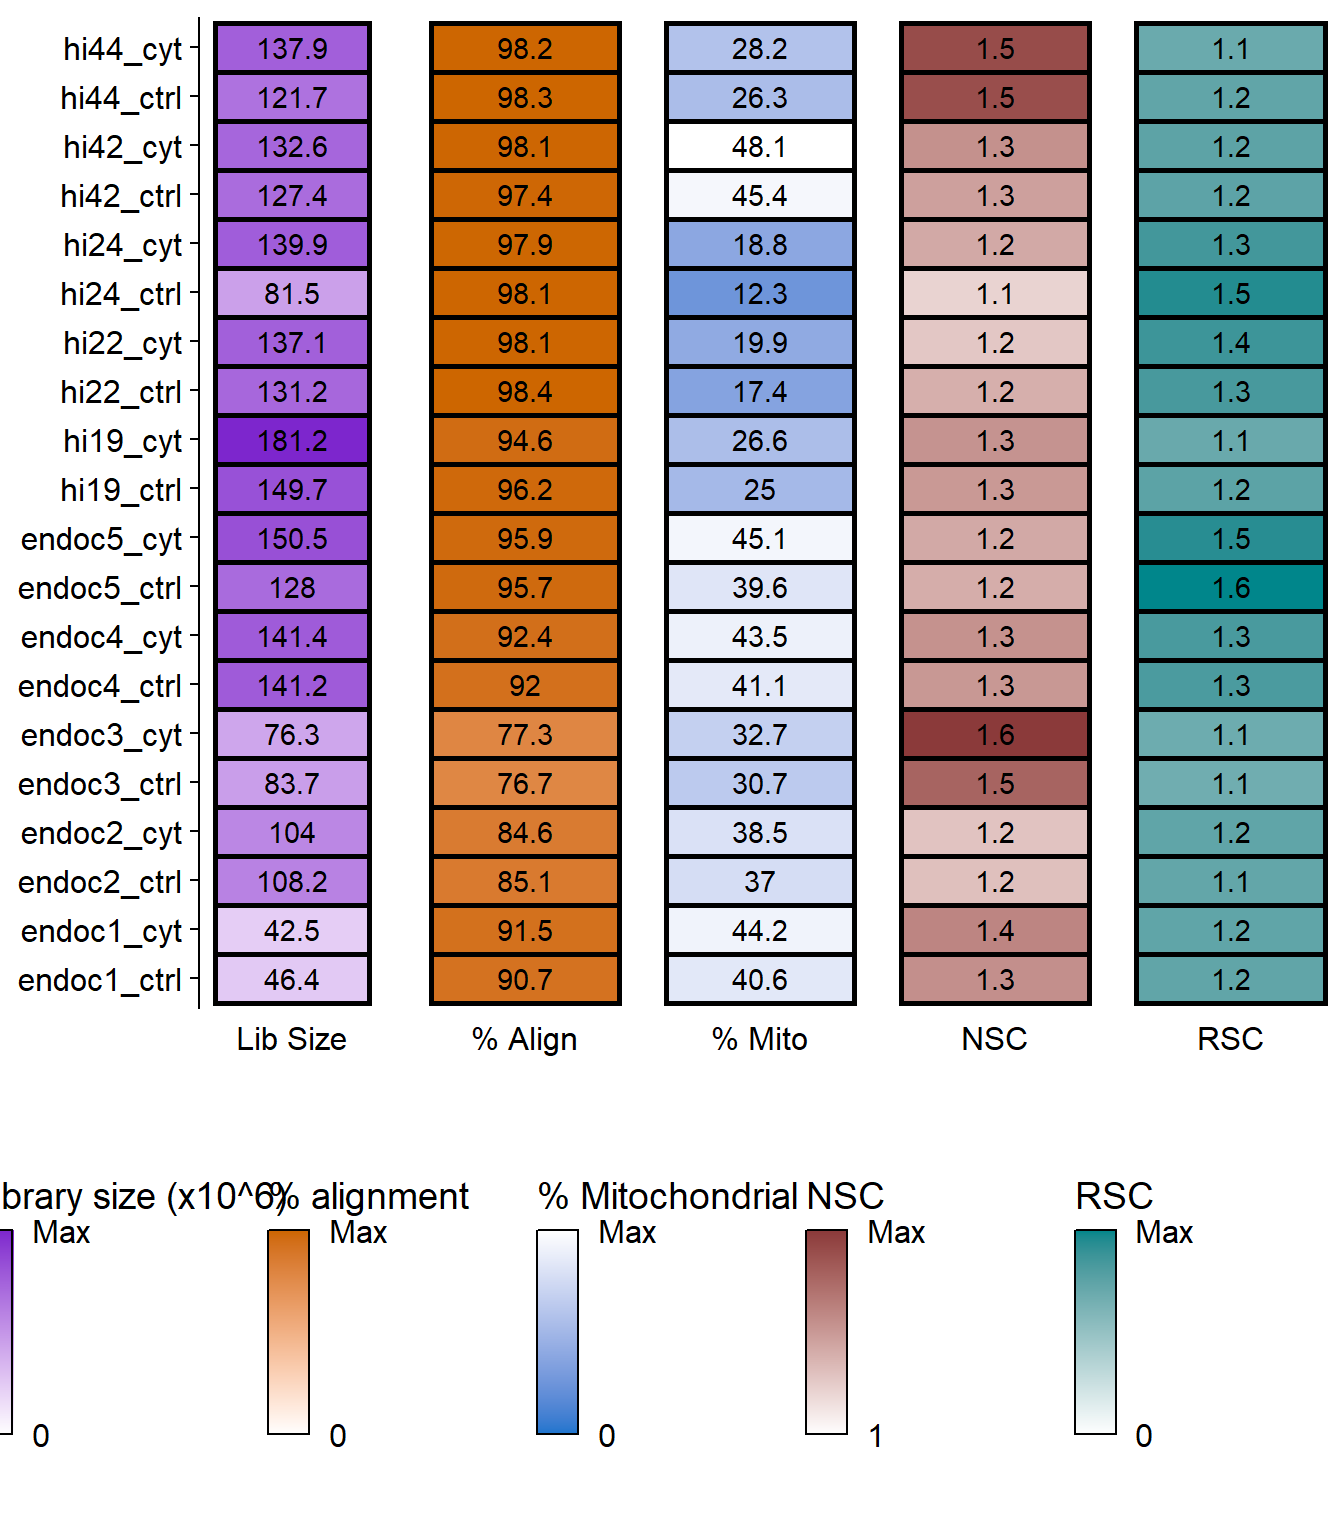 hi44_cyt 137.9 98.2 28.2 1.5 1.1
hi44_ctrl 121.7 98.3 26.3 1.5 1.2
hi42_cyt 132.6 98.1 48.1 1.3 1.2
hi42_ctrl 127.4 97.4 45.4 1.3 1.2
hi24_cyt 139.9 97.9 18.8 1.2 1.3
hi24_ctrl 81.5 98.1 12.3 1.1 1.5
hi22_cyt 137.1 98.1 19.9 1.2 1.4
hi22_ctrl 131.2 98.4 17.4 1.2 1.3
hi19_cyt 181.2 94.6 26.6 1.3 1.1
hi19_ctrl 149.7 96.2 25 1.3 1.2
endoc5_cyt 150.5 95.9 45.1 1.2 1.5
endoc5_ctrl 128 95.7 39.6 1.2 1.6
endoc4_cyt 141.4 92.4 43.5 1.3 1.3
endoc4_ctrl 141.2 92 41.1 1.3 1.3
endoc3_cyt 76.3 77.3 32.7 1.6 1.1
endoc3_ctrl 83.7 76.7 30.7 1.5 1.1
endoc2_cyt 104 84.6 38.5 1.2 1.2
endoc2_ctrl 108.2 85.1 37 1.2 1.1
endoc1_cyt 42.5 91.5 44.2 1.4 1.2
endoc1_ctrl 46.4 90.7 40.6 1.3 1.2
Lib Size % Align % Mito NSC RSC
brary size (x10^6) % alignment % Mitochondrial NSC RSC
Max Max Max Max Max
0 0 0 1 0